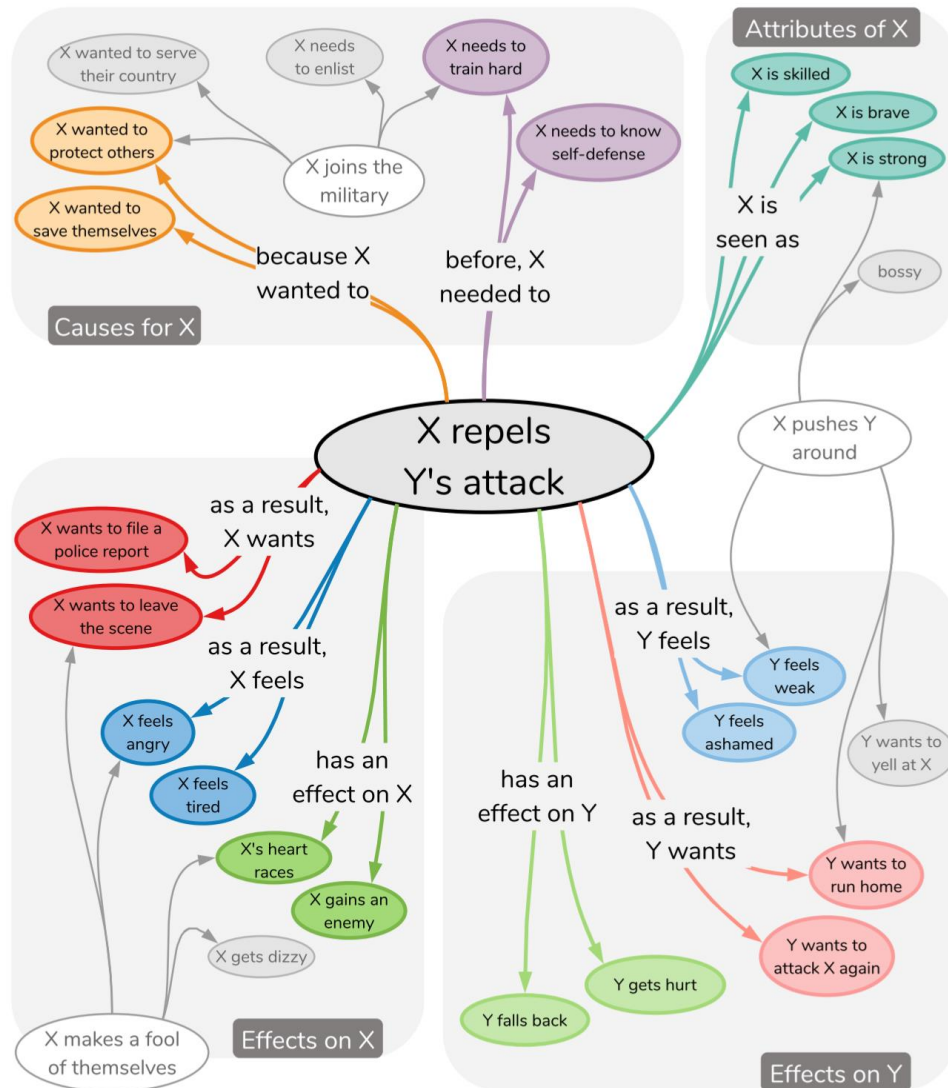 X wanted to serve
their country
X needs
to enlist
X needs to
train hard
X wanted to
protect others
X joins the
military
X needs to know
self-defense
X wanted to
save themselves
because X
wanted to
before, X
needed to
Causes for X
Attributes of X
X is skilled
X is brave
X is strong
X is
seen as
bossy
X repels
Y's attack
X pushes Y
around
as a result,
X wants
X wants to file a
police report
X wants to leave
the scene
as a result,
X feels
X feels
angry
X feels
tired
has an
effect on X
X's heart
races
X gains an
enemy
X gets dizzy
X makes a fool
of themselves
Effects on X
as a result,
Y feels
Y feels
weak
Y feels
ashamed
Y wants to
yell at X
has an
effect on Y
as a result,
Y wants
Y wants to
run home
Y wants to
attack X again
Y gets hurt
Y falls back
Effects on Y